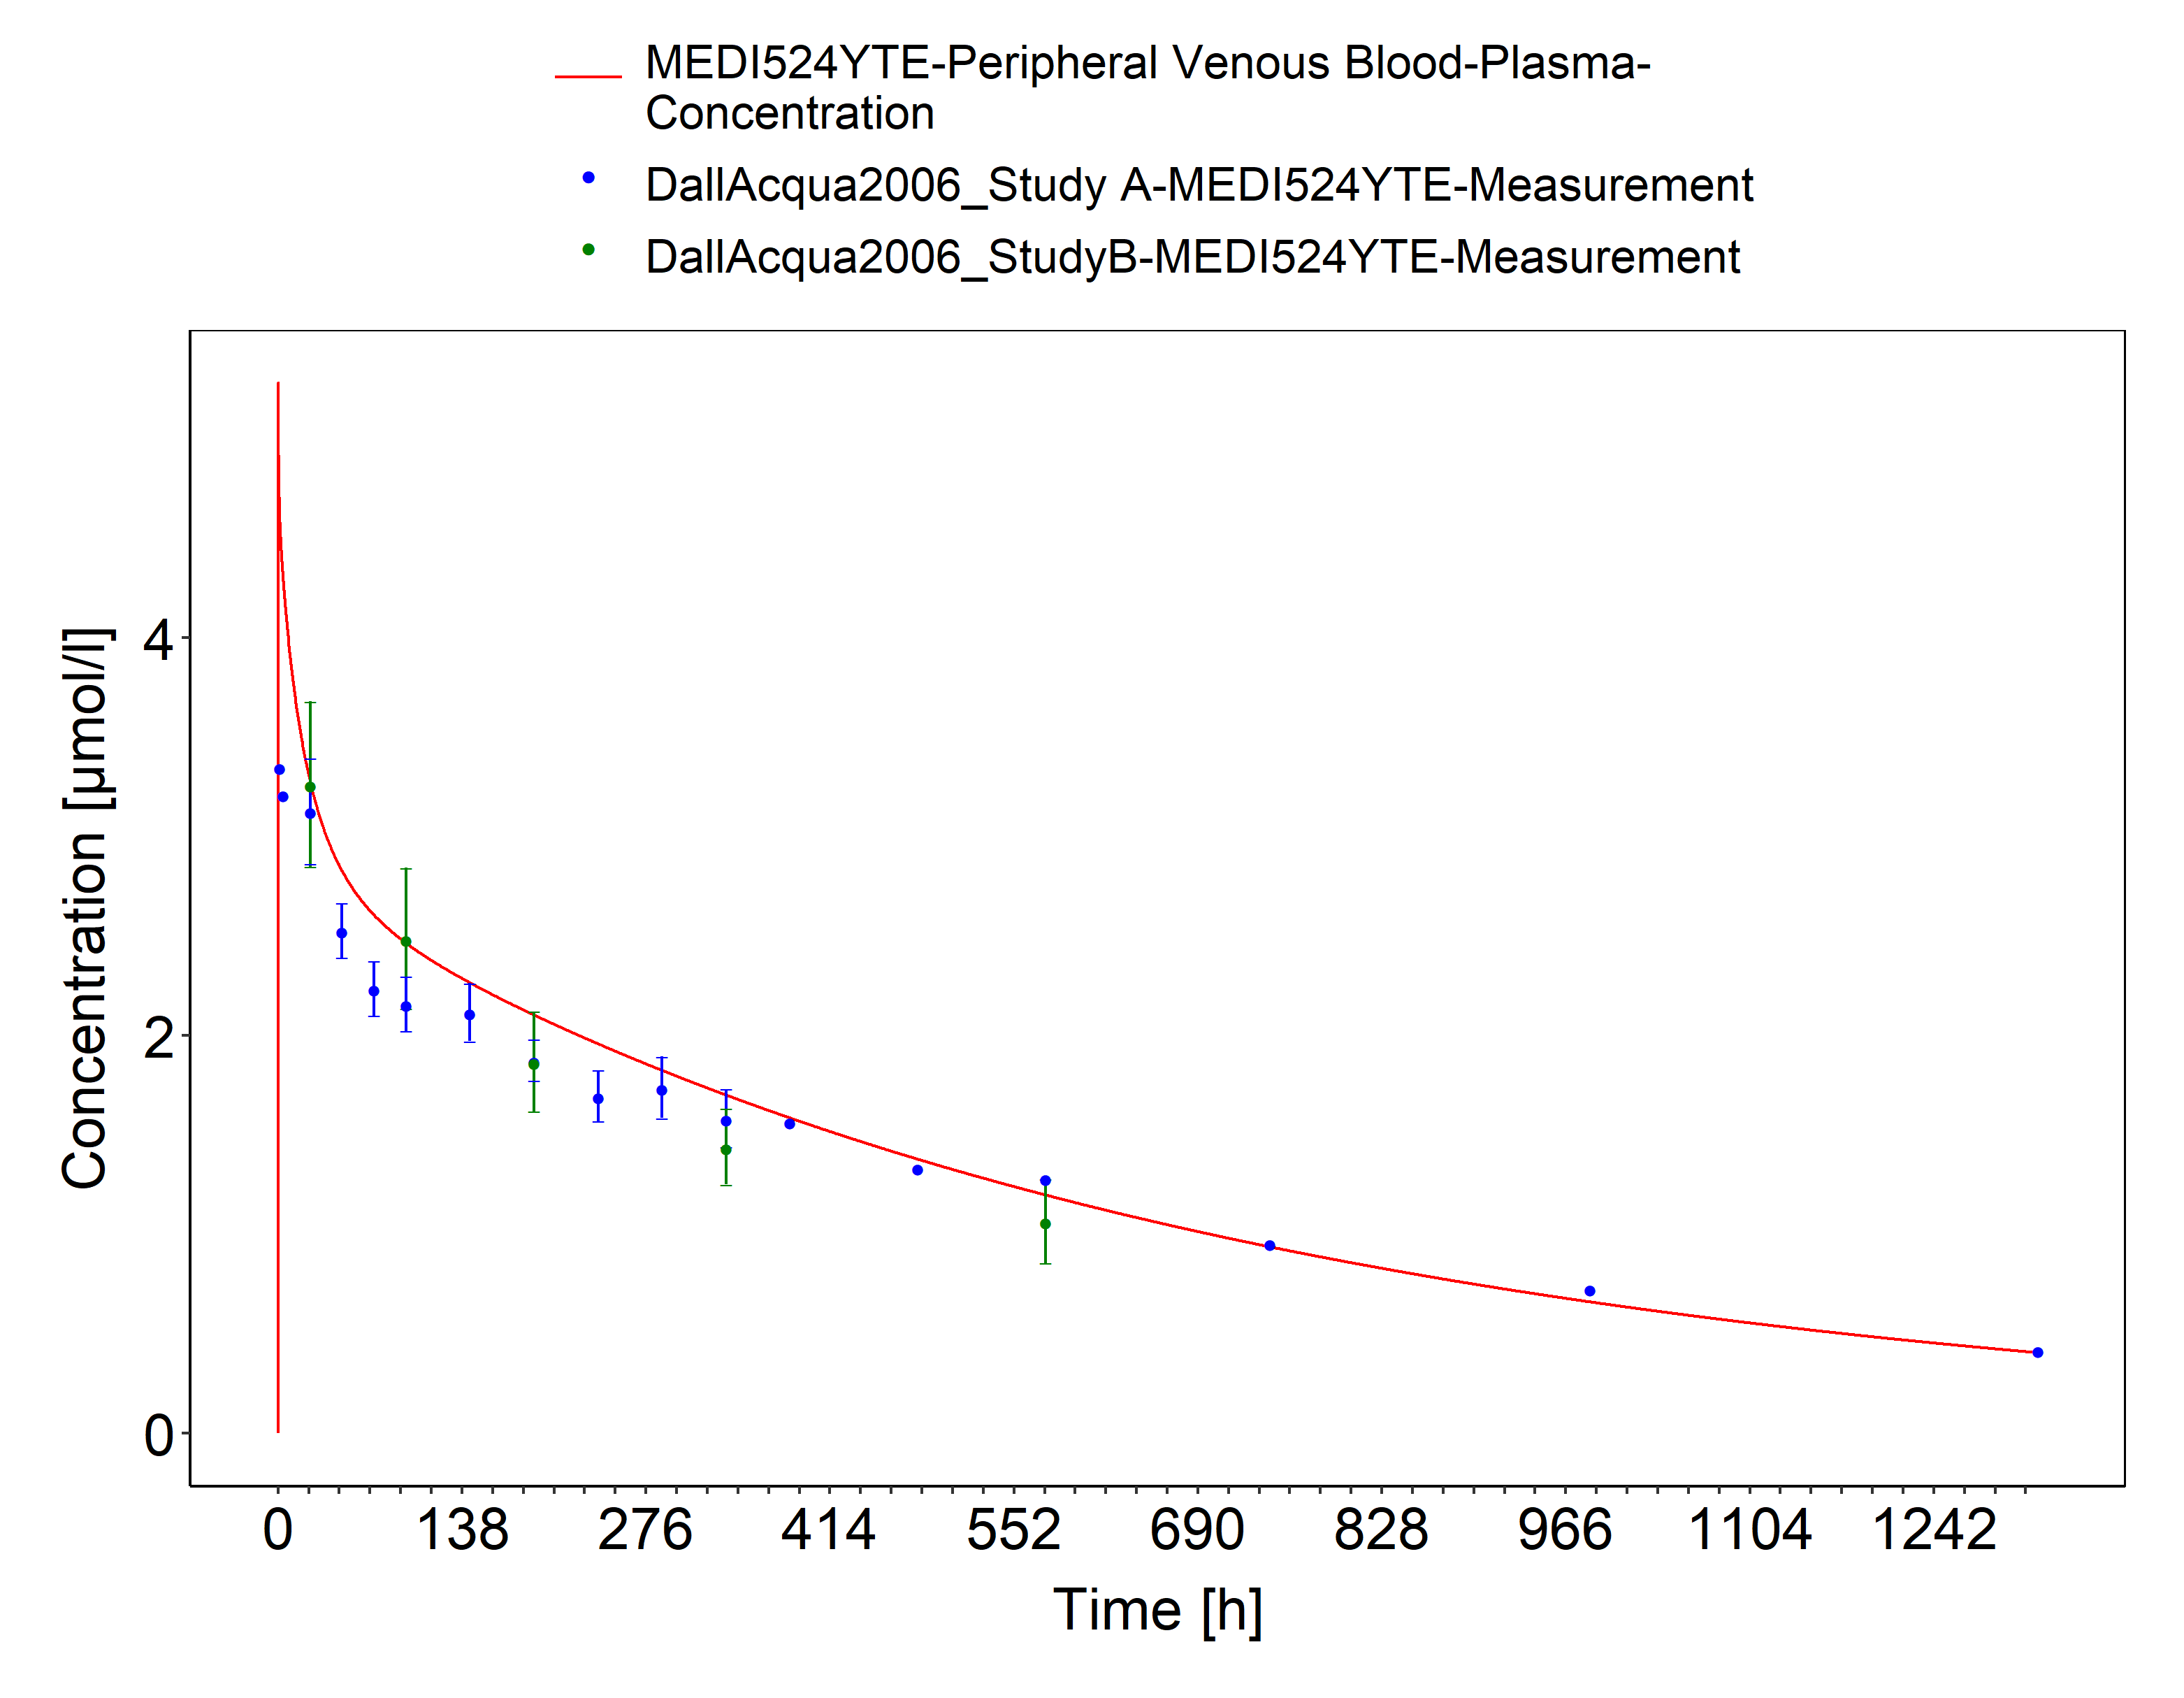 MEDI524YTE-Peripheral Venous Blood-Plasma-
Concentration
DallAcqua2006_Study A-MEDI524YTE-Measurement
DallAcqua2006_StudyB-MEDI524YTE-Measurement
Concentration [µmol/l]
4
2
0
0 138 276 414 552 690 828 966 1104 1242
Time [h]